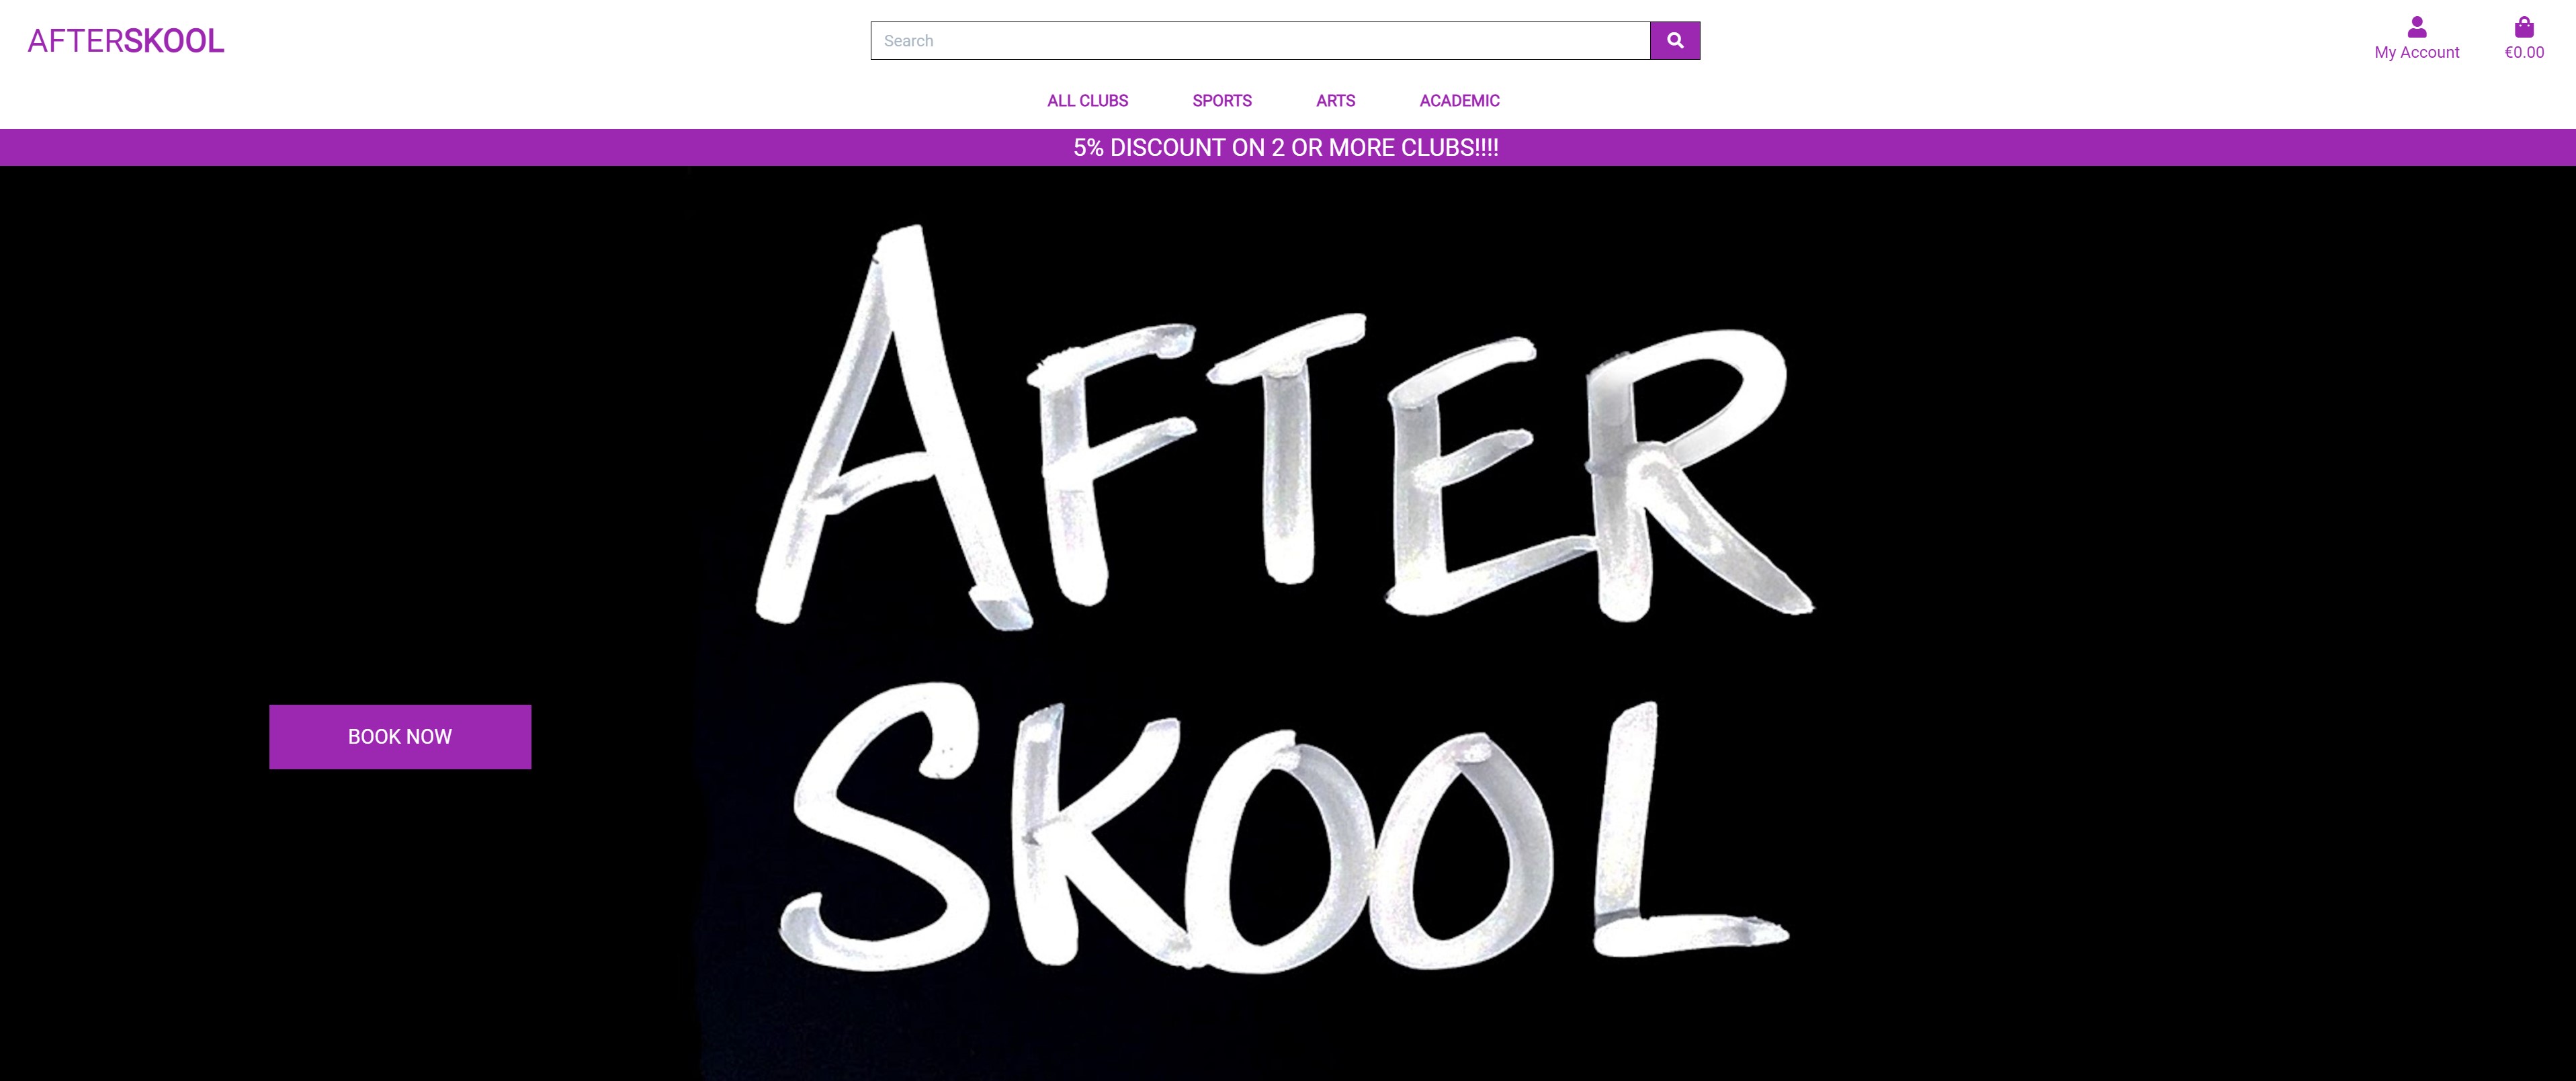 AFTERSKOOL
Search
My Account
€0.00
ALL CLUBS
SPORTS
ARTS
ACADEMIC
5% DISCOUNT ON 2 OR MORE CLUBS!!!!
AFTER
SKOOL
BOOK NOW